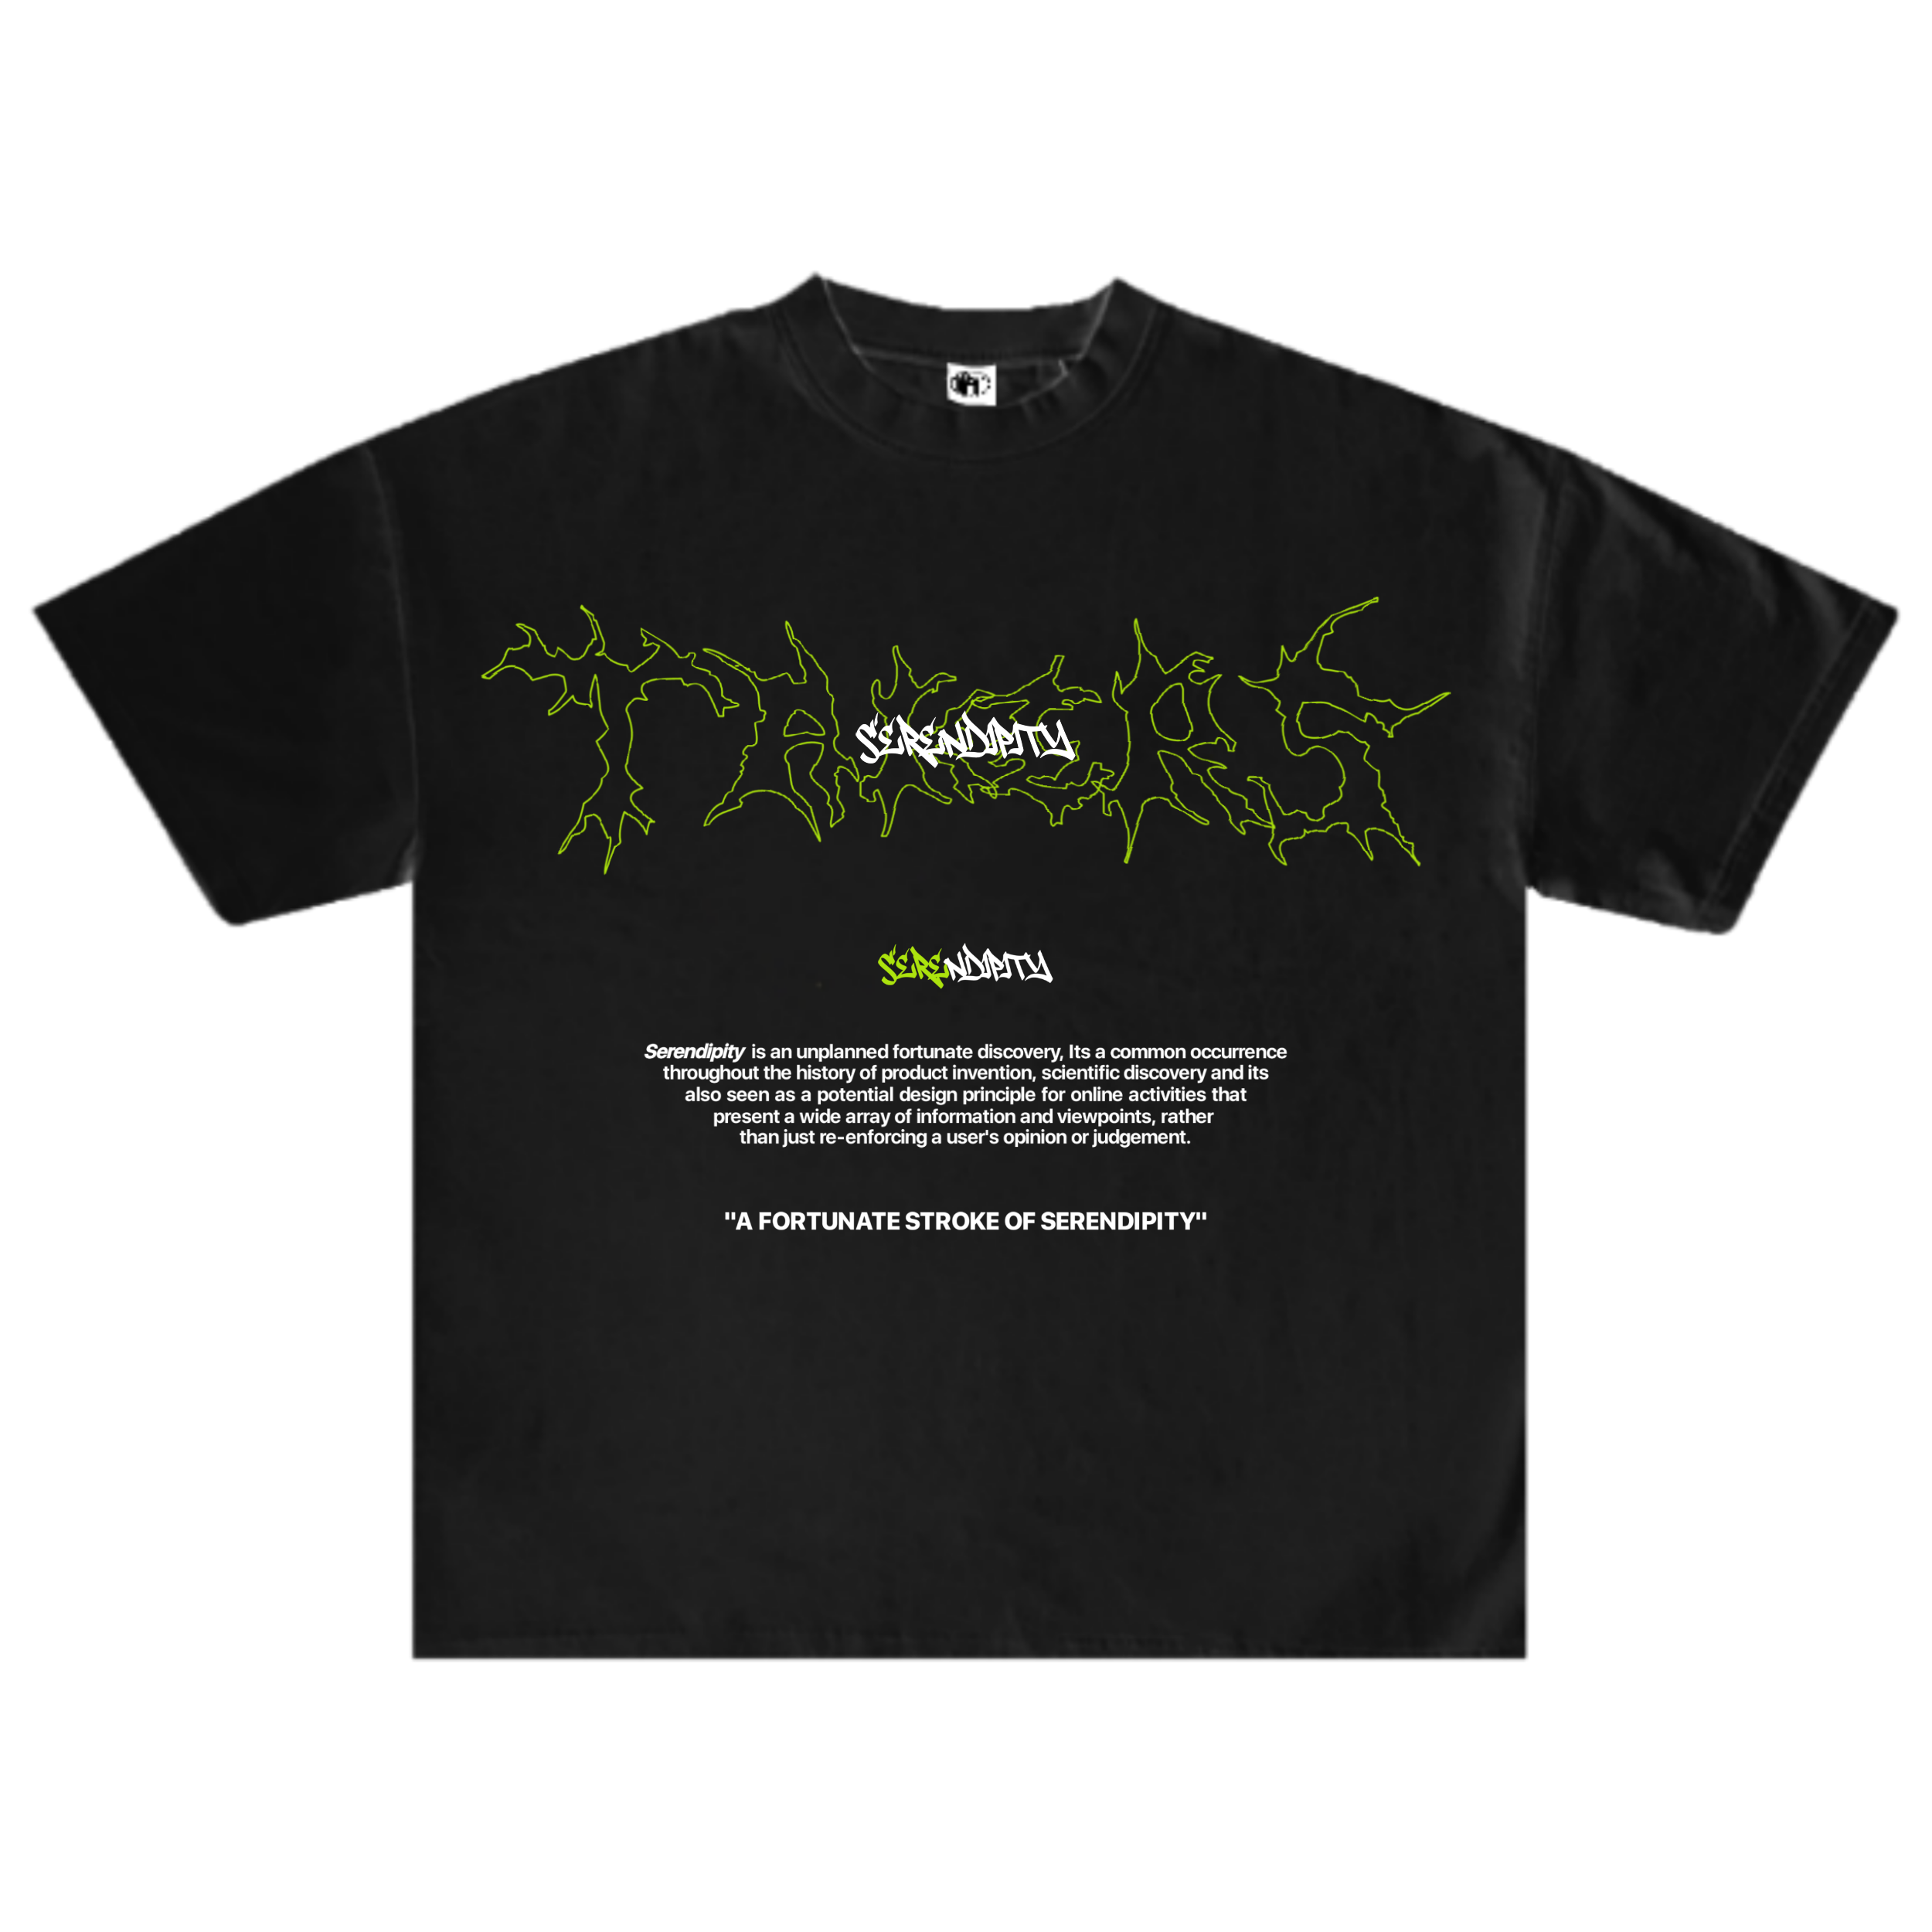 SERENDIPITY
SERENDIPITY
Serendipity is an unplanned fortunate discovery, Its a common occurrence
throughout the history of product invention, scientific discovery and its
also seen as a potential design principle for online activities that
present a wide array of information and viewpoints, rather
than just re-enforcing a user's opinion or judgement.
"A FORTUNATE STROKE OF SERENDIPITY"